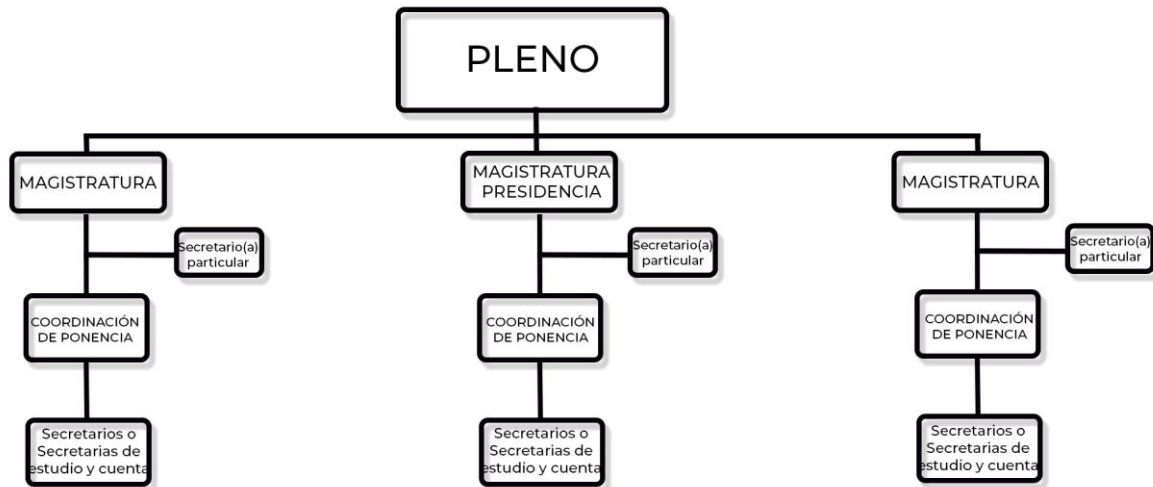 PLENO
MAGISTRATURA
MAGISTRATURA
PRESIDENCIA
MAGISTRATURA
Secretario(a)
particular
Secretario(a)
particular
Secretario(a)
particular
COORDINACIÓN
DE PONENCIA
COORDINACIÓN
DE PONENCIA
COORDINACIÓN
DE PONENCIA
Secretarios o
Secretarias de
estudio y cuenta
Secretarios o
Secretarias de
estudio y cuenta
Secretarios o
Secretarias de
estudio y cuenta